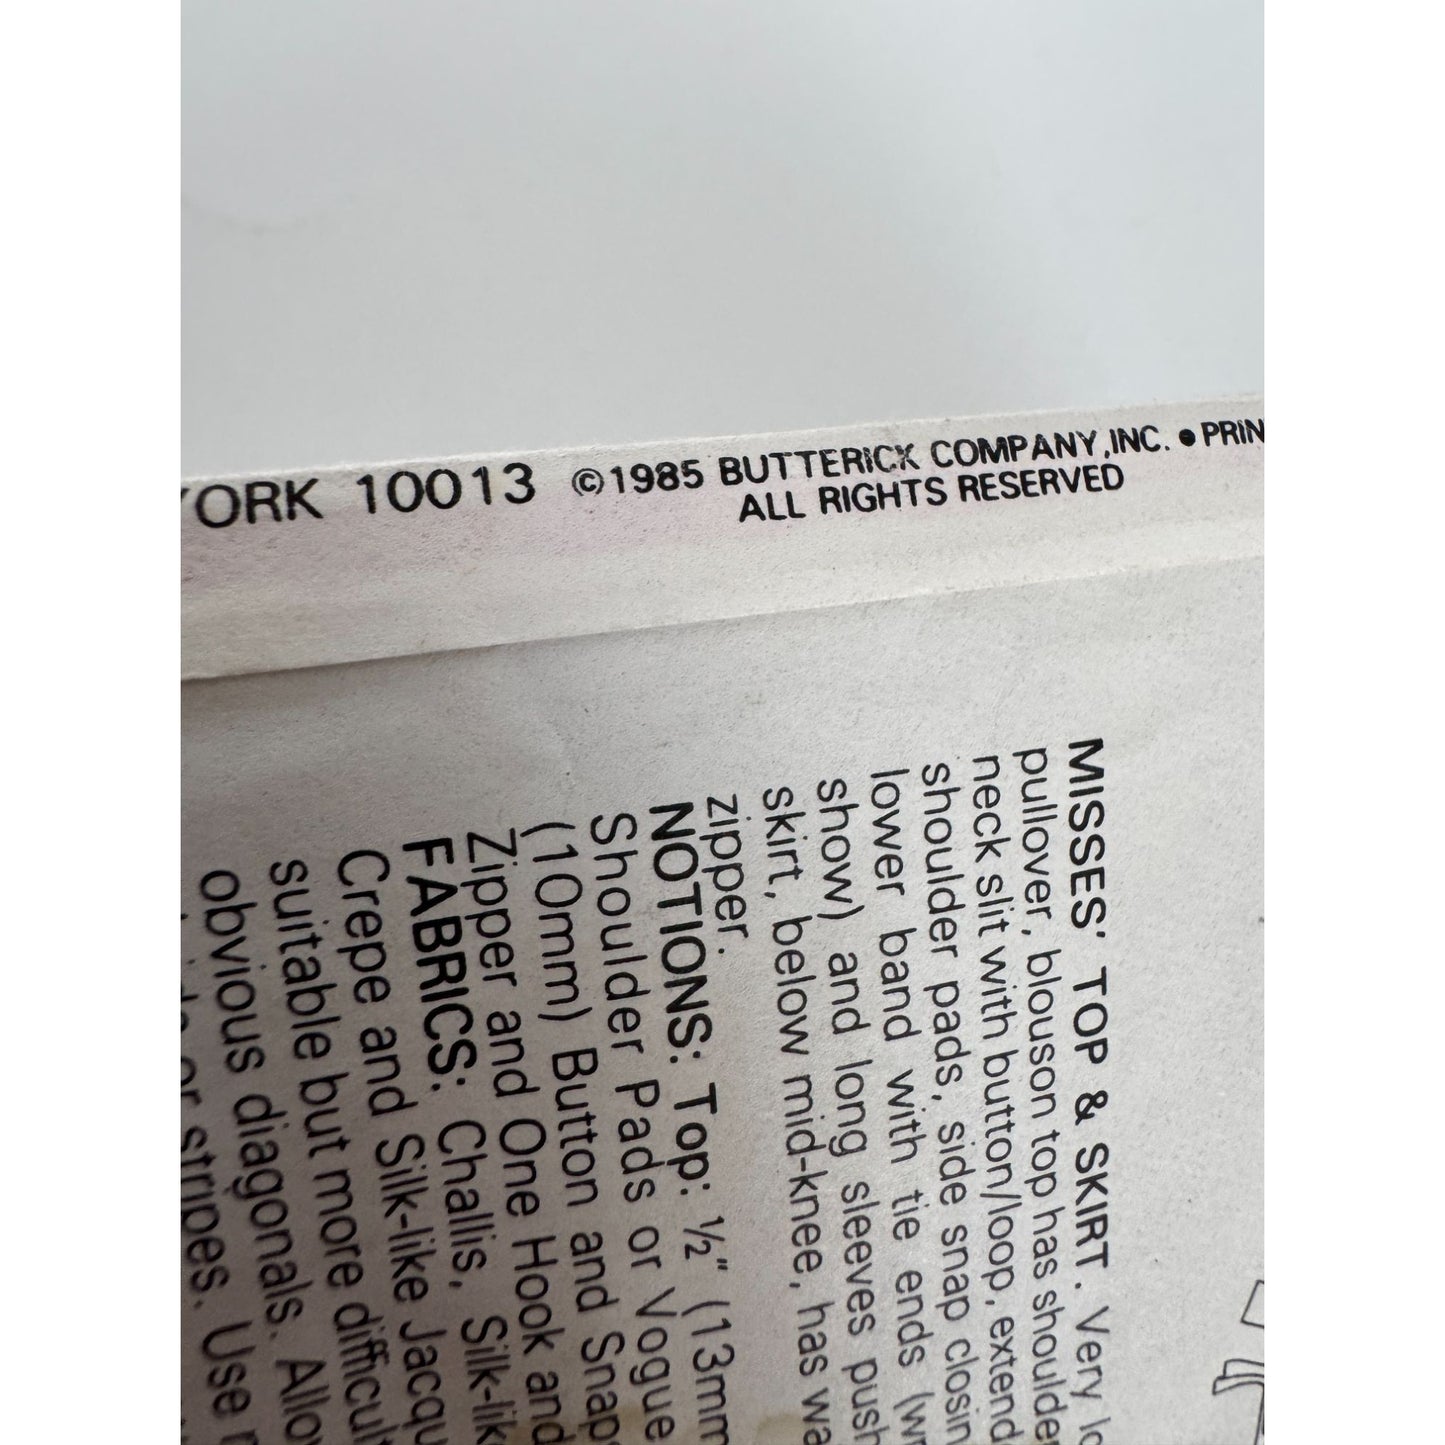 YORK 10013 ©1985 BUTTERICK COMPANY, INC. ● PRIN
ALL RIGHTS RESERVED
MISSES' TOP & SKIRT. Very lo
pullover, blouson top has shoulder
neck slit with button/loop, extend
shoulder pads, side snap closin
lower band with tie ends (wr
show) and long sleeves push
skirt, below mid-knee, has wa
zipper.
NOTIONS: Top: ½" (13mm
Shoulder Pads or Vogue
(10mm) Button and Snap
Zipper and One Hook and
FABRICS: Challis, Silk-lik
Crepe and Silk-like Jacqu
suitable but more difficult
obvious diagonals. Allo
or stripes. Use n